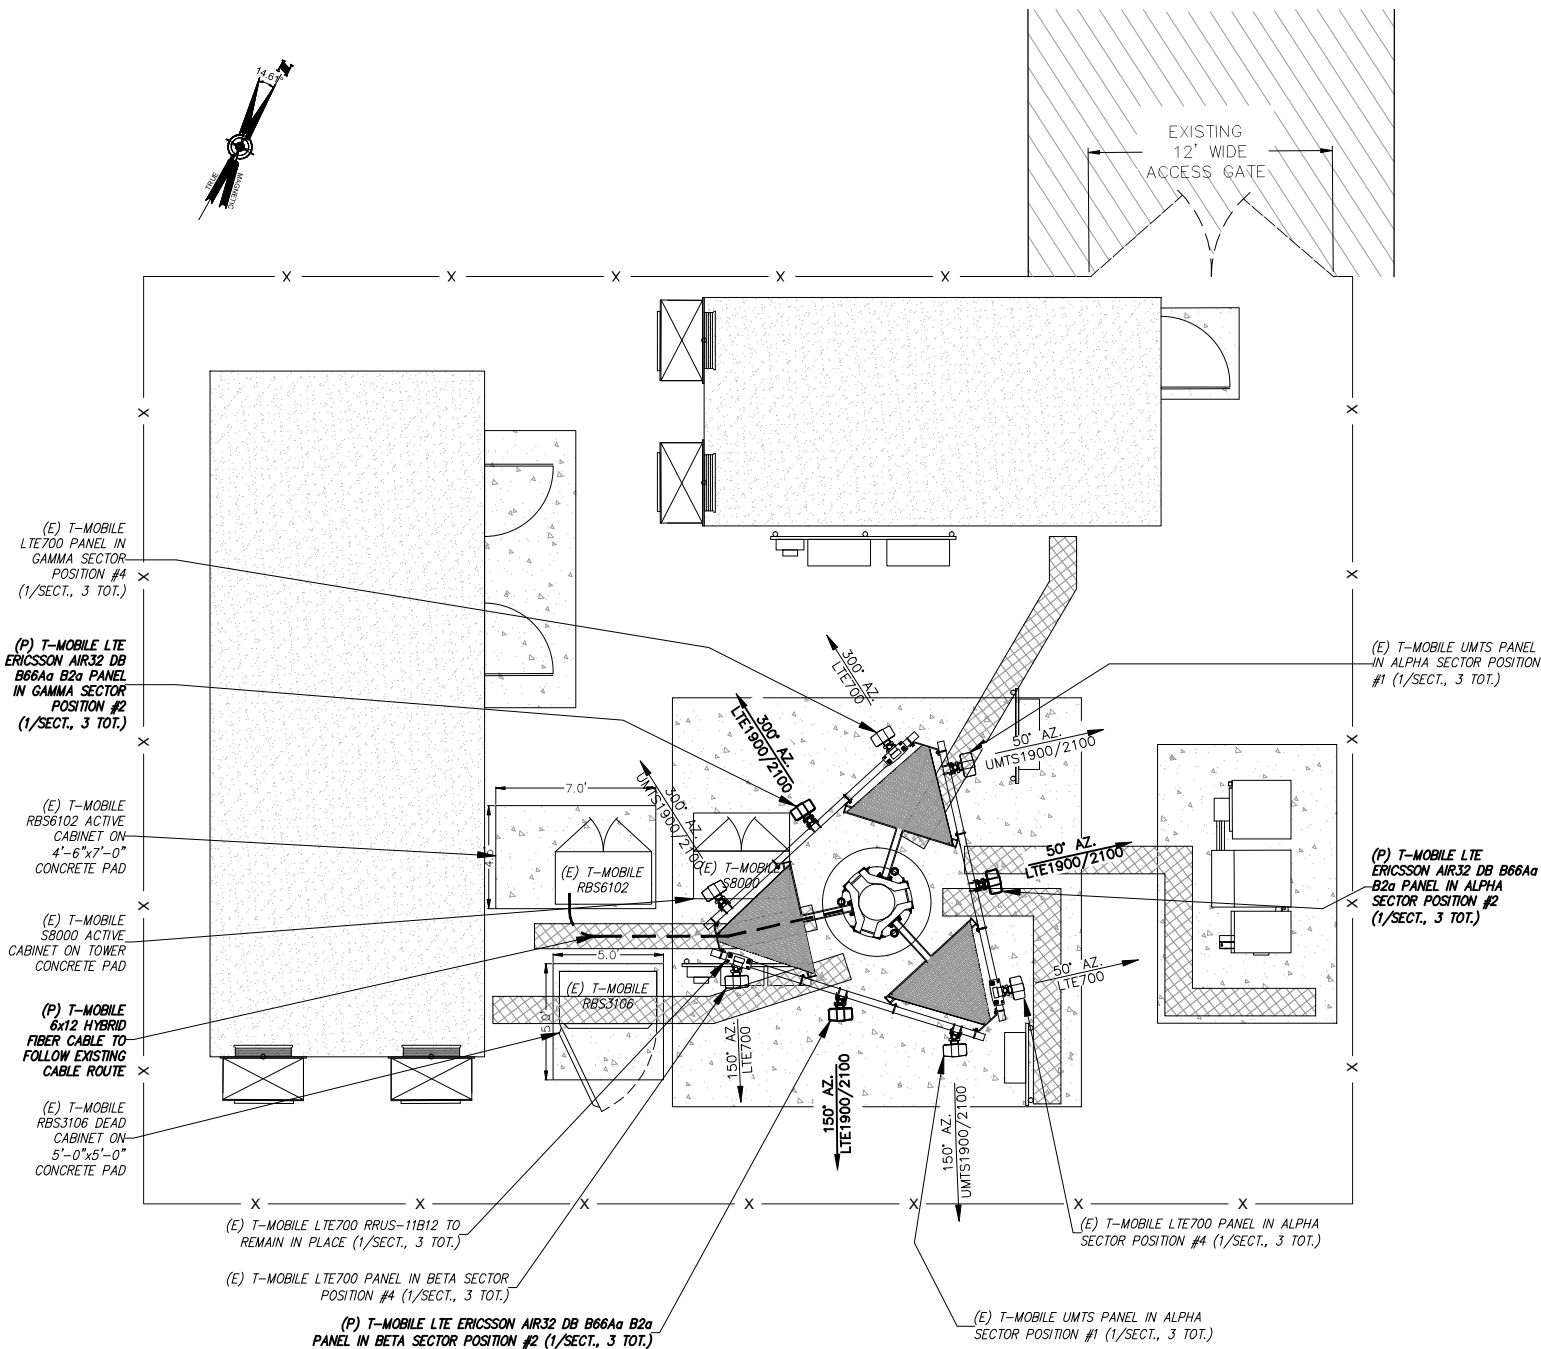 14.61°
N
TRUE
MAGNETIC
EXISTING
12' WIDE
ACCESS GATE
X X X X X
(E) T-MOBILE
LTE700 PANEL IN
GAMMA SECTOR
POSITION #4
(1/SECT., 3 TOT.)
(P) T-MOBILE LTE
ERICSSON AIR32 DB
B66Aa B2a PANEL
IN GAMMA SECTOR
POSITION #2
(1/SECT., 3 TOT.)
(E) T-MOBILE
RBS6102 ACTIVE
CABINET ON
4'-6"x7'-0"
CONCRETE PAD
(E) T-MOBILE
S8000 ACTIVE
CABINET ON TOWER
CONCRETE PAD
(P) T-MOBILE
6x12 HYBRID
FIBER CABLE TO
FOLLOW EXISTING
CABLE ROUTE
(E) T-MOBILE
RBS3106 DEAD
CABINET ON
5'-0"x5'-0"
CONCRETE PAD
X
X
X
X
X
7.0'
(E) T-MOBILE
RBS6102
(E) T-MOBILE
S8000
5.0'
5.0'
(E) T-MOBILE
RBS3106
300° AZ.
LTE700
300° AZ.
LTE1900/2100
300° AZ.
UMTS1900/2100
50° AZ.
UMTS1900/2100
50° AZ.
LTE1900/2100
50° AZ.
LTE700
150° AZ.
LTE700
150° AZ.
LTE1900/2100
150° AZ.
UMTS1900/2100
X
X
X
X
X
(E) T-MOBILE UMTS PANEL
IN ALPHA SECTOR POSITION
#1 (1/SECT., 3 TOT.)
(P) T-MOBILE LTE
ERICSSON AIR32 DB B66Aa
B2a PANEL IN ALPHA
SECTOR POSITION #2
(1/SECT., 3 TOT.)
X X X X X X X
(E) T-MOBILE LTE700 RRUS-11B12 TO
REMAIN IN PLACE (1/SECT., 3 TOT.)
(E) T-MOBILE LTE700 PANEL IN BETA SECTOR
POSITION #4 (1/SECT., 3 TOT.)
(P) T-MOBILE LTE ERICSSON AIR32 DB B66Aa B2a
PANEL IN BETA SECTOR POSITION #2 (1/SECT., 3 TOT.)
(E) T-MOBILE LTE700 PANEL IN ALPHA
SECTOR POSITION #4 (1/SECT., 3 TOT.)
(E) T-MOBILE UMTS PANEL IN ALPHA
SECTOR POSITION #1 (1/SECT., 3 TOT.)